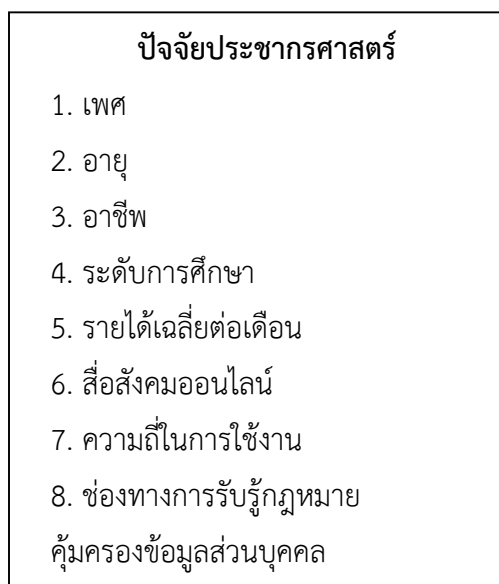 ปัจจัยประชากรศาสตร์
1. เพศ
2. อายุ
3. อาชีพ
4. ระดับการศึกษา
5. รายได้เฉลี่ยต่อเดือน
6. สื่อสังคมออนไลน์
7. ความถี่ในการใช้งาน
8. ช่องทางการรับรู้กฎหมาย
คุ้มครองข้อมูลส่วนบุคคล